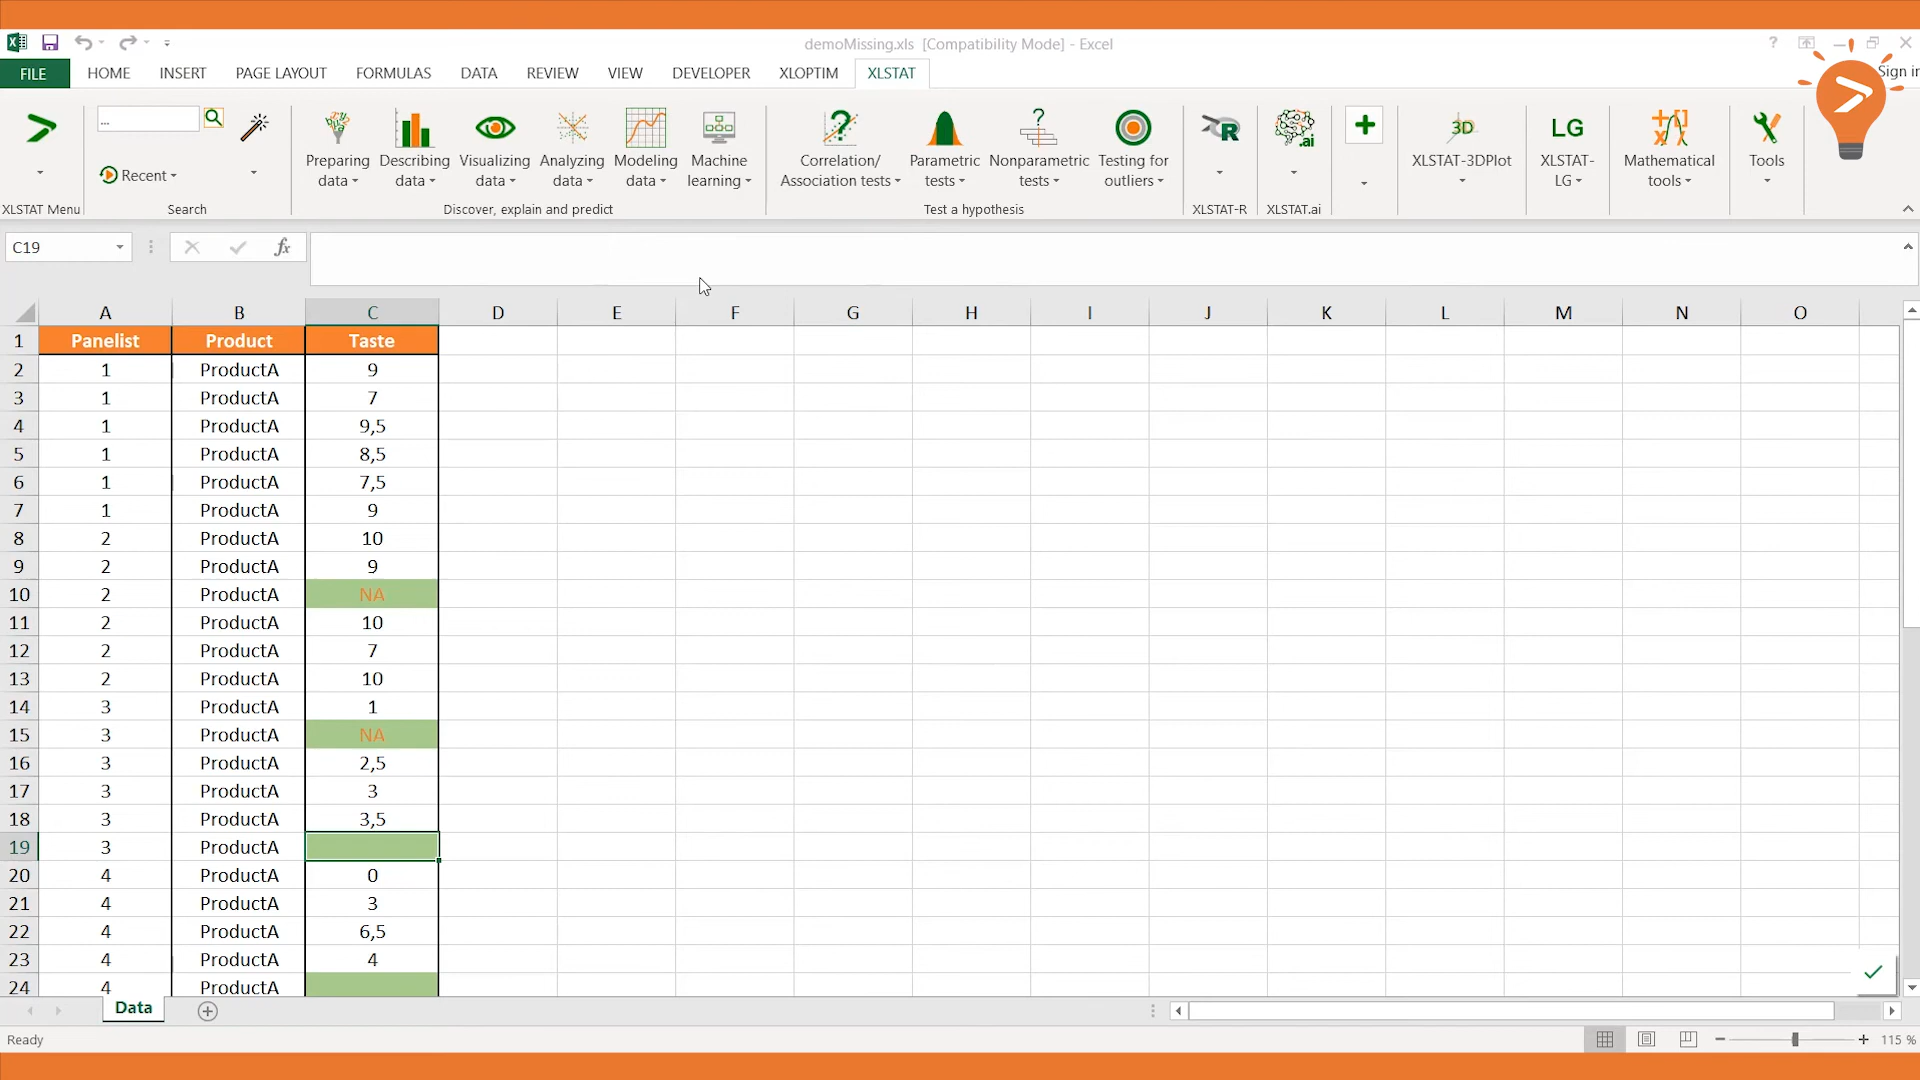 demoMissing.xls [Compatibility Mode] - Excel
?
FILE HOME INSERT PAGE LAYOUT FORMULAS DATA REVIEW VIEW DEVELOPER XLOPTIM XLSTAT Sign in
...
Recent
Preparing data
Describing data
Visualizing data
Analyzing data
Modeling data
Machine learning
Correlation/ Association tests
Parametric tests
Nonparametric tests
Testing for outliers
R
.ai
3D
XLSTAT-3DPlot
LG
XLSTAT-LG
Mathematical tools
Tools
XLSTAT Menu Search Discover, explain and predict Test a hypothesis XLSTAT-R XLSTAT.ai
C19 fx
A B C D E F G H I J K L M N O
1 Panelist Product Taste
2 1 ProductA 9
3 1 ProductA 7
4 1 ProductA 9,5
5 1 ProductA 8,5
6 1 ProductA 7,5
7 1 ProductA 9
8 2 ProductA 10
9 2 ProductA 9
10 2 ProductA NA
11 2 ProductA 10
12 2 ProductA 7
13 2 ProductA 10
14 3 ProductA 1
15 3 ProductA NA
16 3 ProductA 2,5
17 3 ProductA 3
18 3 ProductA 3,5
19 3 ProductA
20 4 ProductA 0
21 4 ProductA 3
22 4 ProductA 6,5
23 4 ProductA 4
24 4 ProductA
Data
Ready 115 %